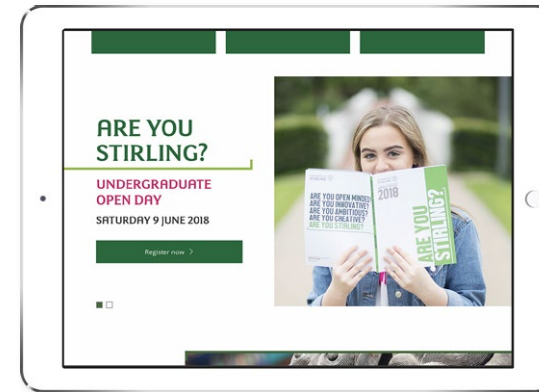 ARE YOU
STIRLING?
UNDERGRADUATE
OPEN DAY
SATURDAY 9 JUNE 2018
Register now
ARE YOU OPEN MINDED?
ARE YOU INNOVATIVE?
ARE YOU AMBITIOUS?
ARE YOU CREATIVE?
ARE YOU STIRLING?
2018
ARE YOU
STIRLING?